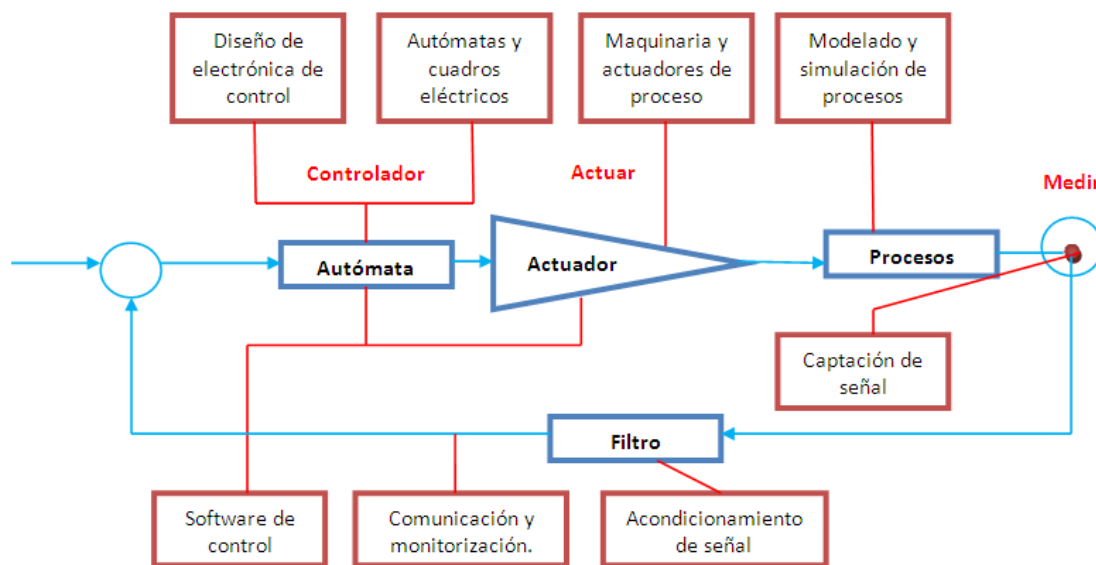 Diseño de
electrónica de
control
Autómatas y
cuadros
eléctricos
Maquinaria y
actuadores de
proceso
Modelado y
simulación de
procesos
Controlador
Actuar
Medir
Autómata
Actuador
Procesos
Captación de
señal
Filtro
Software de
control
Comunicación y
monitorización.
Acondicionamiento
de señal